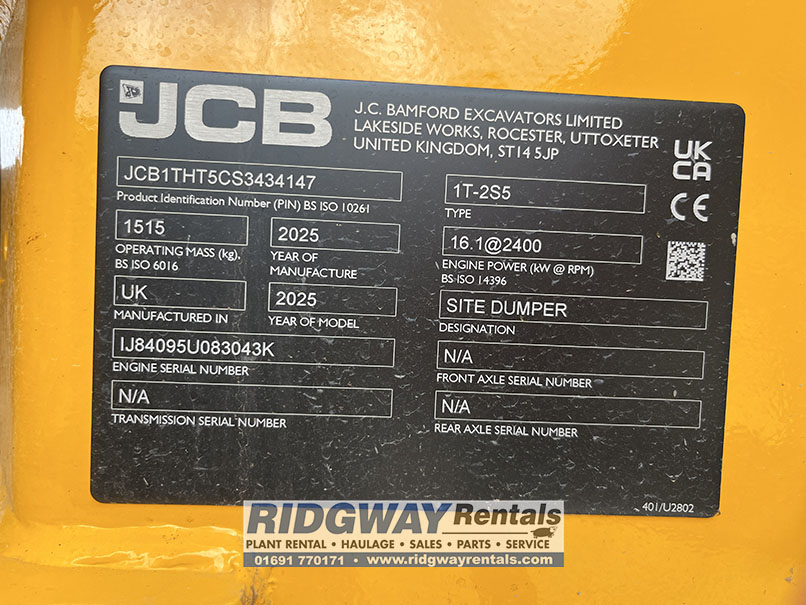 JCB
J.C. BAMFORD EXCAVATORS LIMITED
LAKESIDE WORKS, ROCESTER, UTTOXETER
UNITED KINGDOM, ST14 5JP
UK
CA
CE
JCB1THT5CS3434147
Product Identification Number (PIN) BS ISO 10261
1T-2S5
TYPE
1515
OPERATING MASS (kg),
BS ISO 6016
2025
YEAR OF
MANUFACTURE
16.1@2400
ENGINE POWER (kW @ RPM)
BS ISO 14396
UK
MANUFACTURED IN
2025
YEAR OF MODEL
SITE DUMPER
DESIGNATION
IJ84095U083043K
ENGINE SERIAL NUMBER
N/A
FRONT AXLE SERIAL NUMBER
N/A
TRANSMISSION SERIAL NUMBER
N/A
REAR AXLE SERIAL NUMBER
401/U2802
RIDGWAY Rentals
PLANT RENTAL • HAULAGE • SALES • PARTS • SERVICE
01691 770171 • www.ridgwayrentals.com